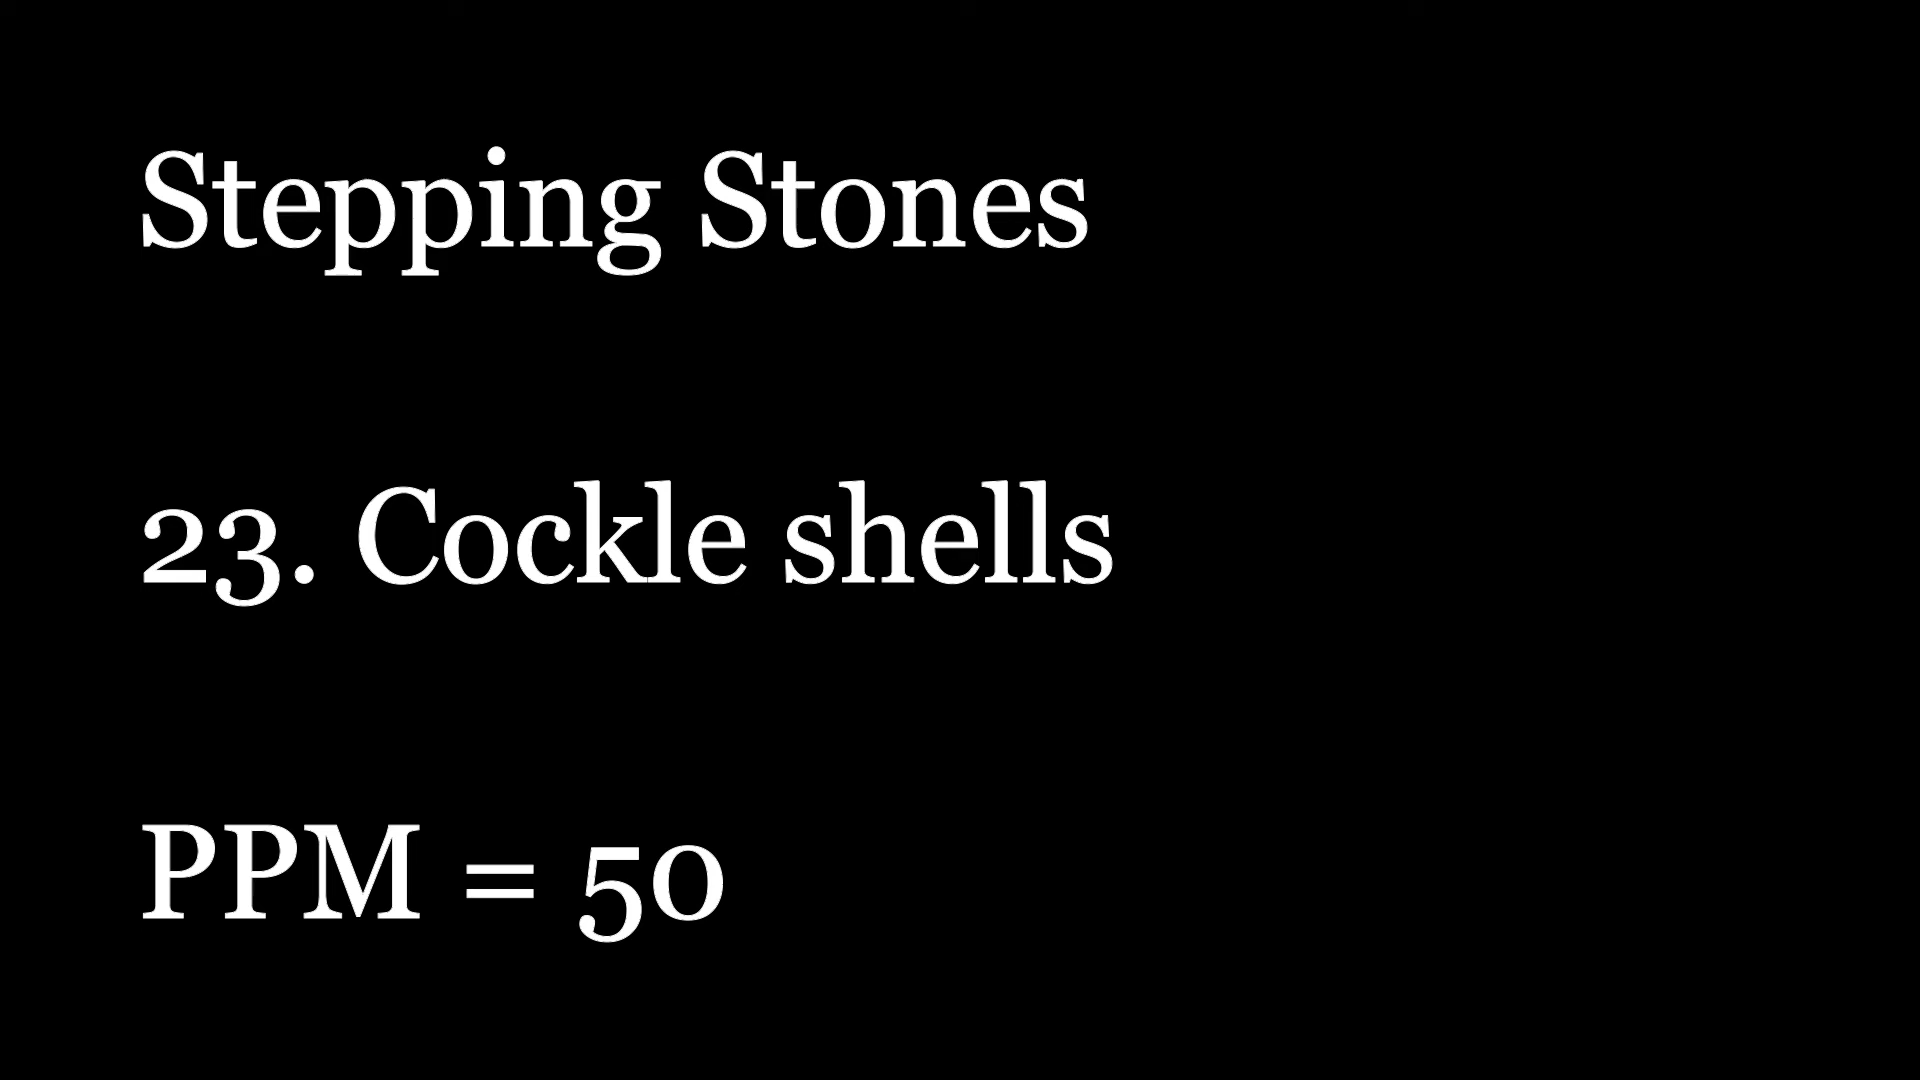 Stepping Stones
23. Cockle shells
PPM = 50